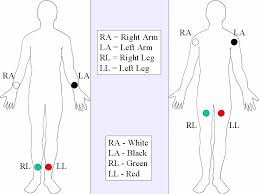 RA = Right Arm
LA = Left Arm
RL = Right Leg
LL = Left Leg
RA
LA
RL
LL
RA - White
LA - Black
RL - Green
LL - Red
RA
LA
RL
LL